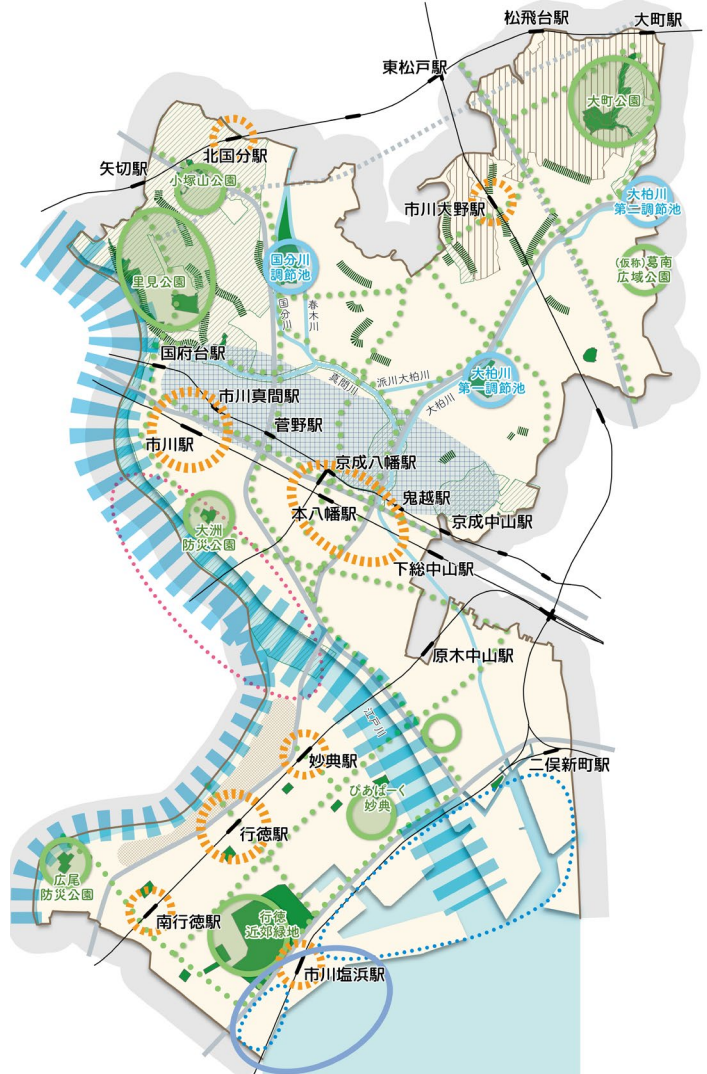 松飛台駅
大町駅
東松戸駅
大町公園
北国分駅
矢切駅
小塚山公園
市川大野駅
大柏川
第二調節池
国分川
調節池
(仮称)葛南
広域公園
里見公園
国分川
春木川
国府台駅
真間川
派川大柏川
大柏川
第一調節池
大柏川
市川真間駅
菅野駅
市川駅
京成八幡駅
鬼越駅
本八幡駅
京成中山駅
大洲
防災公園
下総中山駅
原木中山駅
江戸川
妙典駅
二俣新町駅
ぴあぱーく
妙典
行徳駅
広尾
防災公園
南行徳駅
行徳
近郊緑地
市川塩浜駅